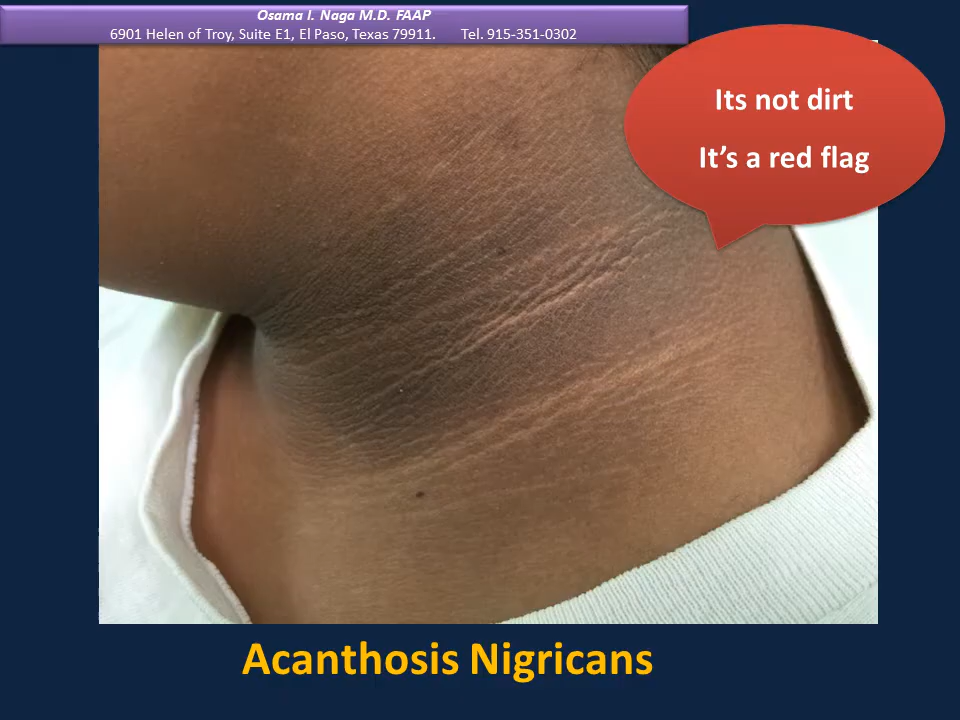 Osama I. Naga M.D. FAAP
6901 Helen of Troy, Suite E1, El Paso, Texas 79911. Tel. 915-351-0302
Its not dirt
It’s a red flag
Acanthosis Nigricans